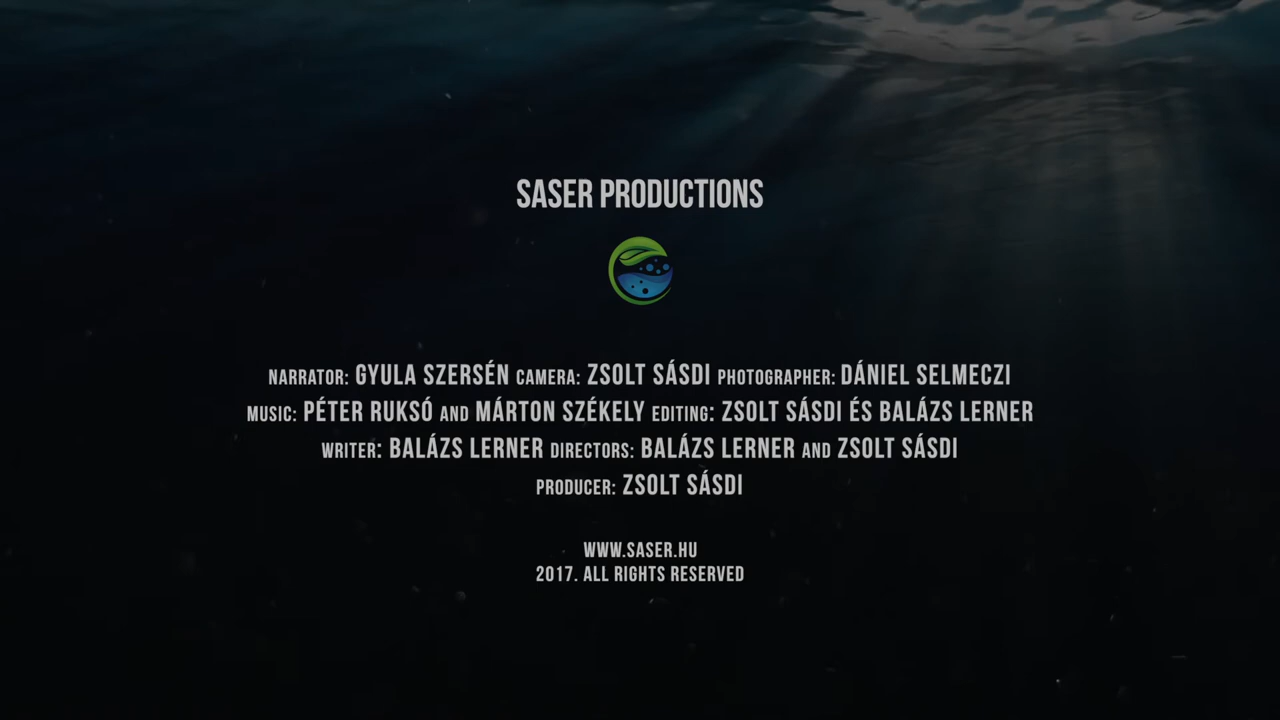 SASER PRODUCTIONS
NARRATOR: GYULA SZERSÉN CAMERA: ZSOLT SÁSDI PHOTOGRAPHER: DÁNIEL SELMECZI
MUSIC: PÉTER RUKSÓ AND MÁRTON SZÉKELY EDITING: ZSOLT SÁSDI ÉS BALÁZS LERNER
WRITER: BALÁZS LERNER DIRECTORS: BALÁZS LERNER AND ZSOLT SÁSDI
PRODUCER: ZSOLT SÁSDI
WWW.SASER.HU
2017. ALL RIGHTS RESERVED